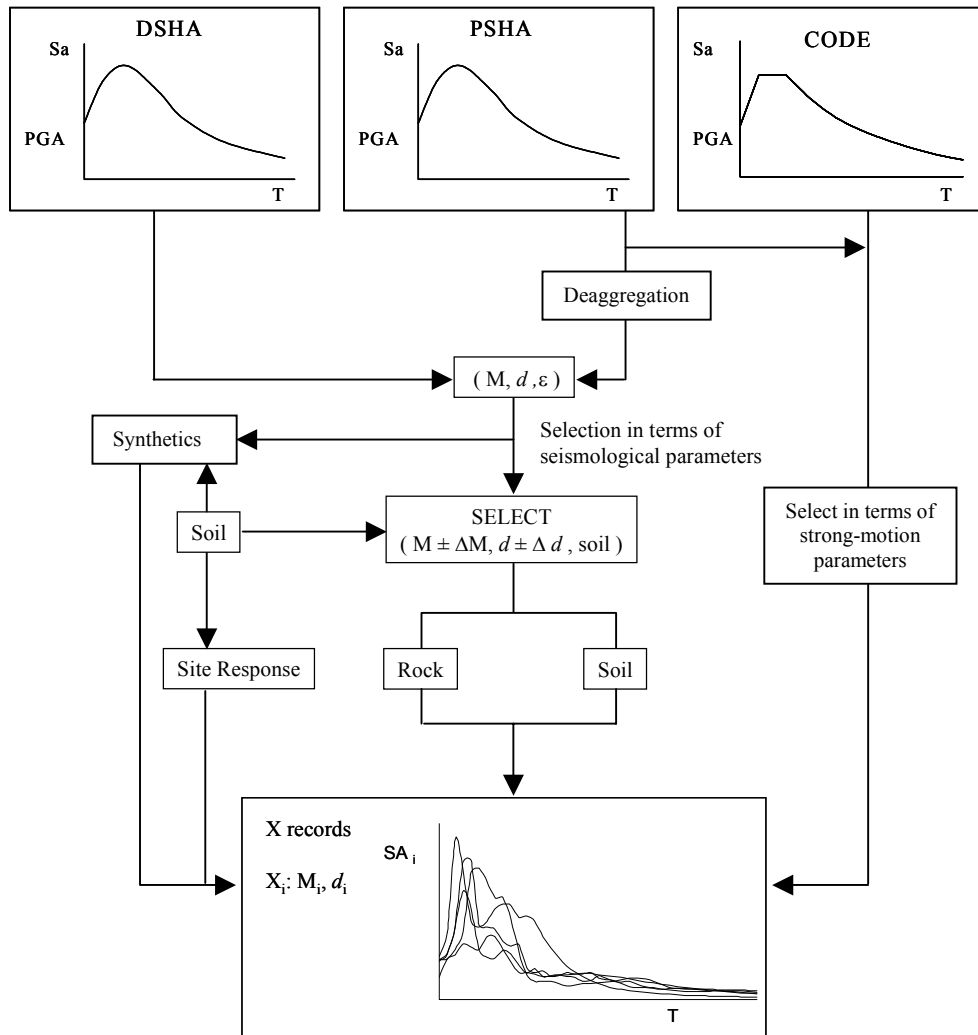 DSHA
Sa
PGA
T
PSHA
Sa
PGA
T
CODE
Sa
PGA
T
Deaggregation
( M, d ,ε )
Synthetics
Selection in terms of
seismological parameters
Soil
SELECT
( M ± ΔM, d ± Δ d , soil )
Select in terms of
strong-motion
parameters
Site Response
Rock
Soil
X records
Xi: Mi, di
SA i
T